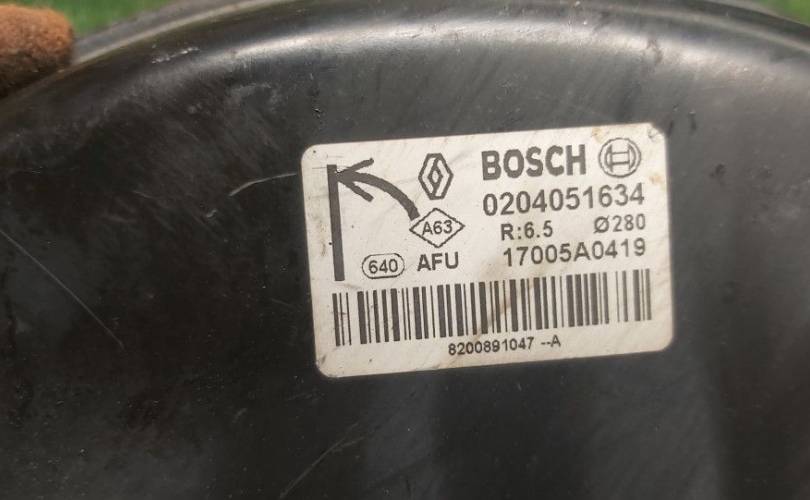 BOSCH
0204051634
A63
R:6.5 Ø280
640 AFU 17005A0419
8200891047 --A